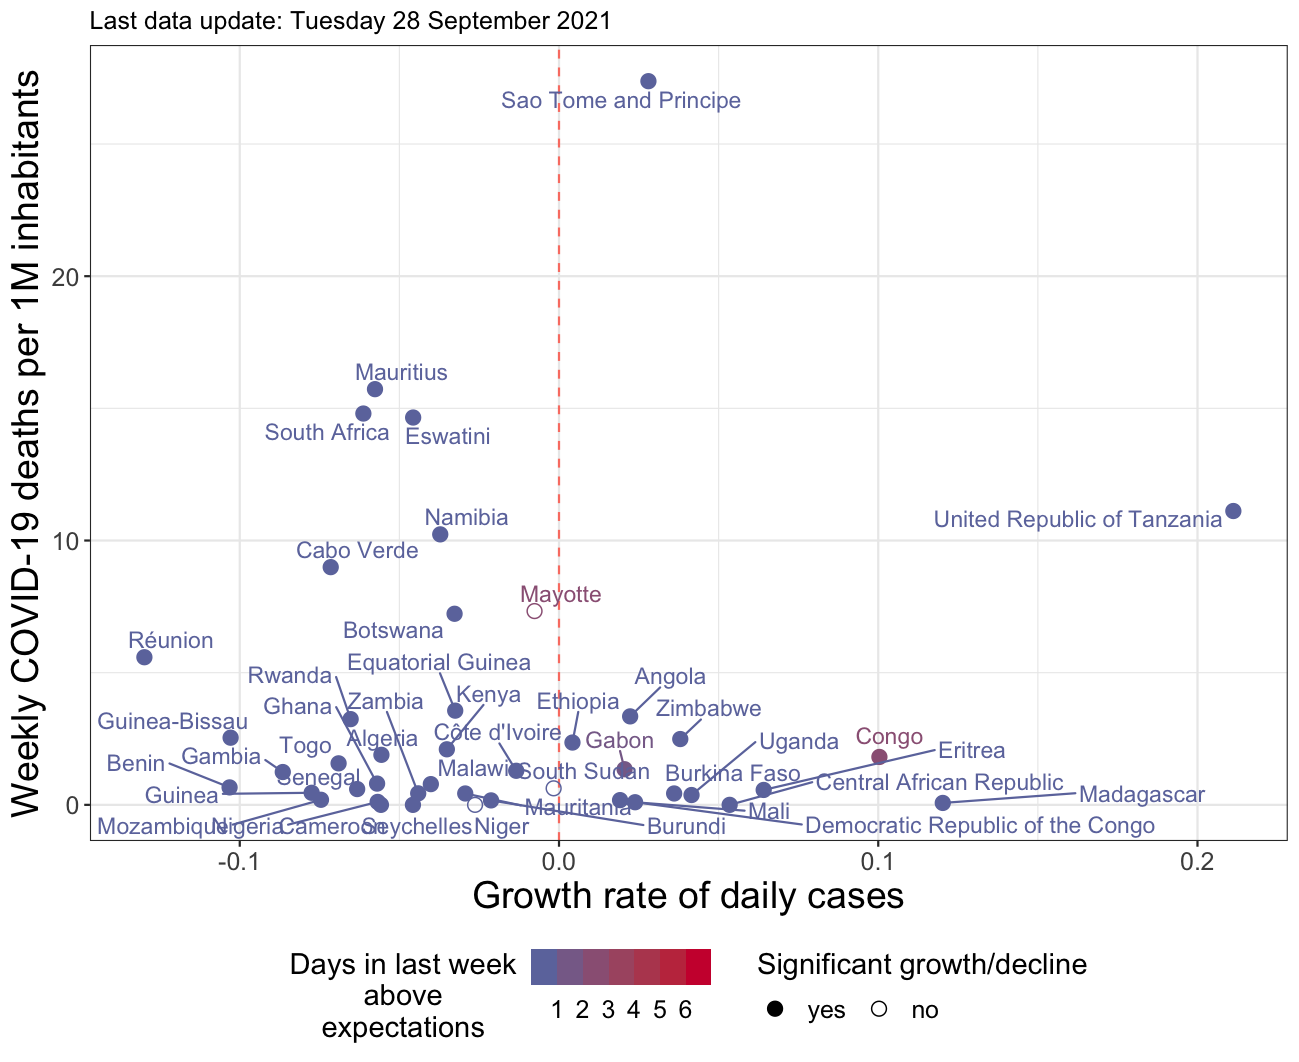 Last data update: Tuesday 28 September 2021
Weekly COVID-19 deaths per 1M inhabitants
Sao Tome and Principe
20
Mauritius
South Africa
Eswatini
Namibia
United Republic of Tanzania
10
Cabo Verde
Mayotte
Botswana
Réunion
Equatorial Guinea
Rwanda
Angola
Kenya
Zambia
Ethiopia
Ghana
Zimbabwe
Guinea-Bissau
Côte d'Ivoire
Congo
Algeria
Gabon
Togo
Uganda
Eritrea
Gambia
Benin
Malawi
South Sudan
Burkina Faso
Senegal
Central African Republic
Guinea
Madagascar
0
Mauritania
Mali
Mozambique
Nigeria
Cameroon
Seychelles
Niger
Burundi
Democratic Republic of the Congo
-0.1 0.0 0.1 0.2
Growth rate of daily cases
Days in last week
above
expectations
1 2 3 4 5 6
Significant growth/decline
yes no